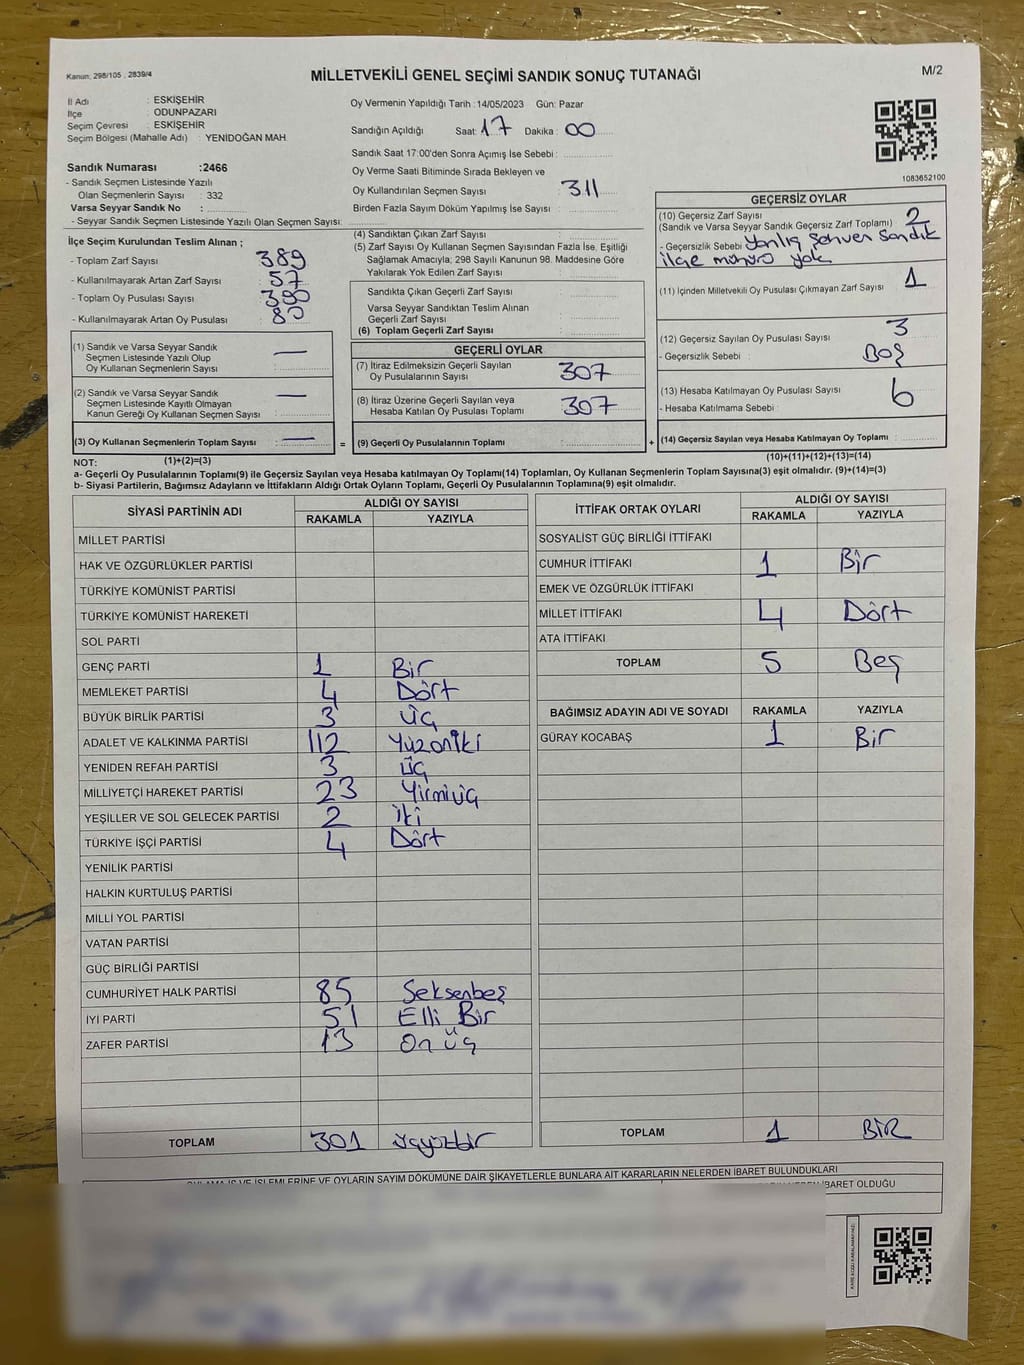 Kanun: 298/105 , 2839/4
MİLLETVEKİLİ GENEL SEÇİMİ SANDIK SONUÇ TUTANAĞI
M/2
İl Adı : ESKİŞEHİR
İlçe : ODUNPAZARI
Seçim Çevresi : ESKİŞEHİR
Seçim Bölgesi (Mahalle Adı) : YENİDOĞAN MAH.
Sandık Numarası :2466
- Sandık Seçmen Listesinde Yazılı
Olan Seçmenlerin Sayısı : 332
Varsa Seyyar Sandık No :
- Seyyar Sandık Seçmen Listesinde Yazılı Olan Seçmen Sayısı:
Oy Vermenin Yapıldığı Tarih : 14/05/2023 Gün: Pazar
Sandığın Açıldığı Saat: 17 Dakika : 00
Sandık Saat 17:00'den Sonra Açımış İse Sebebi :
Oy Verme Saati Bitiminde Sırada Bekleyen ve
Oy Kullandırılan Seçmen Sayısı : 311
Birden Fazla Sayım Döküm Yapılmış İse Sayısı :
1083652100
İlçe Seçim Kurulundan Teslim Alınan ;
- Toplam Zarf Sayısı : 389
- Kullanılmayarak Artan Zarf Sayısı : 57
- Toplam Oy Pusulası Sayısı : 390
- Kullanılmayarak Artan Oy Pusulası : 80
(1) Sandık ve Varsa Seyyar Sandık
Seçmen Listesinde Yazılı Olup
Oy Kullanan Seçmenlerin Sayısı : —
(2) Sandık ve Varsa Seyyar Sandık
Seçmen Listesinde Kayıtlı Olmayan
Kanun Gereği Oy Kullanan Seçmen Sayısı : —
(3) Oy Kullanan Seçmenlerin Toplam Sayısı : —
(4) Sandıktan Çıkan Zarf Sayısı :
(5) Zarf Sayısı Oy Kullanan Seçmen Sayısından Fazla İse, Eşitliği
Sağlamak Amacıyla; 298 Sayılı Kanunun 98. Maddesine Göre
Yakılarak Yok Edilen Zarf Sayısı :
Sandıkta Çıkan Geçerli Zarf Sayısı :
Varsa Seyyar Sandıktan Teslim Alınan
Geçerli Zarf Sayısı :
(6) Toplam Geçerli Zarf Sayısı :
GEÇERLİ OYLAR
(7) İtiraz Edilmeksizin Geçerli Sayılan
Oy Pusulalarının Sayısı : 307
(8) İtiraz Üzerine Geçerli Sayılan veya
Hesaba Katılan Oy Pusulası Toplamı : 307
= (9) Geçerli Oy Pusulalarının Toplamı :
GEÇERSİZ OYLAR
(10) Geçersiz Zarf Sayısı
(Sandık ve Varsa Seyyar Sandık Geçersiz Zarf Toplamı) : 2
- Geçersizlik Sebebi : Yanlış Sehven Sandık
ilçe mührü yok
(11) İçinden Milletvekili Oy Pusulası Çıkmayan Zarf Sayısı : 1
(12) Geçersiz Sayılan Oy Pusulası Sayısı : 3
- Geçersizlik Sebebi : BOŞ
(13) Hesaba Katılmayan Oy Pusulası Sayısı : 6
- Hesaba Katılmama Sebebi :
+ (14) Geçersiz Sayılan veya Hesaba Katılmayan Oy Toplamı :
NOT: (1)+(2)=(3)
(10)+(11)+(12)+(13)=(14)
a- Geçerli Oy Pusulalarının Toplamı(9) ile Geçersiz Sayılan veya Hesaba katılmayan Oy Toplamı(14) Toplamları, Oy Kullanan Seçmenlerin Toplam Sayısına(3) eşit olmalıdır. (9)+(14)=(3)
b- Siyasi Partilerin, Bağımsız Adayların ve İttifakların Aldığı Ortak Oyların Toplamı, Geçerli Oy Pusulalarının Toplamına(9) eşit olmalıdır.
SİYASİ PARTİNİN ADI ALDIĞI OY SAYISI
RAKAMLA YAZIYLA
MİLLET PARTİSİ
HAK VE ÖZGÜRLÜKLER PARTİSİ
TÜRKİYE KOMÜNİST PARTİSİ
TÜRKİYE KOMÜNİST HAREKETİ
SOL PARTİ
GENÇ PARTİ 1 Bir
MEMLEKET PARTİSİ 4 Dört
BÜYÜK BİRLİK PARTİSİ 3 üç
ADALET VE KALKINMA PARTİSİ 112 Yüzoniki
YENİDEN REFAH PARTİSİ 3 üç
MİLLİYETÇİ HAREKET PARTİSİ 23 Yirmiüç
YEŞİLLER VE SOL GELECEK PARTİSİ 2 iki
TÜRKİYE İŞÇİ PARTİSİ 4 Dört
YENİLİK PARTİSİ
HALKIN KURTULUŞ PARTİSİ
MİLLİ YOL PARTİSİ
VATAN PARTİSİ
GÜÇ BİRLİĞİ PARTİSİ
CUMHURİYET HALK PARTİSİ 85 Seksenbeş
İYİ PARTİ 51 Elli Bir
ZAFER PARTİSİ 13 On üç
TOPLAM 301 üçyüzbir
İTTİFAK ORTAK OYLARI ALDIĞI OY SAYISI
RAKAMLA YAZIYLA
SOSYALİST GÜÇ BİRLİĞİ İTTİFAKI
CUMHUR İTTİFAKI 1 Bir
EMEK VE ÖZGÜRLÜK İTTİFAKI
MİLLET İTTİFAKI 4 Dört
ATA İTTİFAKI
TOPLAM 5 Beş
BAĞIMSIZ ADAYIN ADI VE SOYADI RAKAMLA YAZIYLA
GÜRAY KOCABAŞ 1 Bir
TOPLAM 1 BİR
OYLAMA İŞ VE İŞLEMLERİNE VE OYLARIN SAYIM DÖKÜMÜNE DAİR ŞİKAYETLERLE BUNLARA AİT KARARLARIN NELERDEN İBARET BULUNDUKLARI
İBARET OLDUĞU